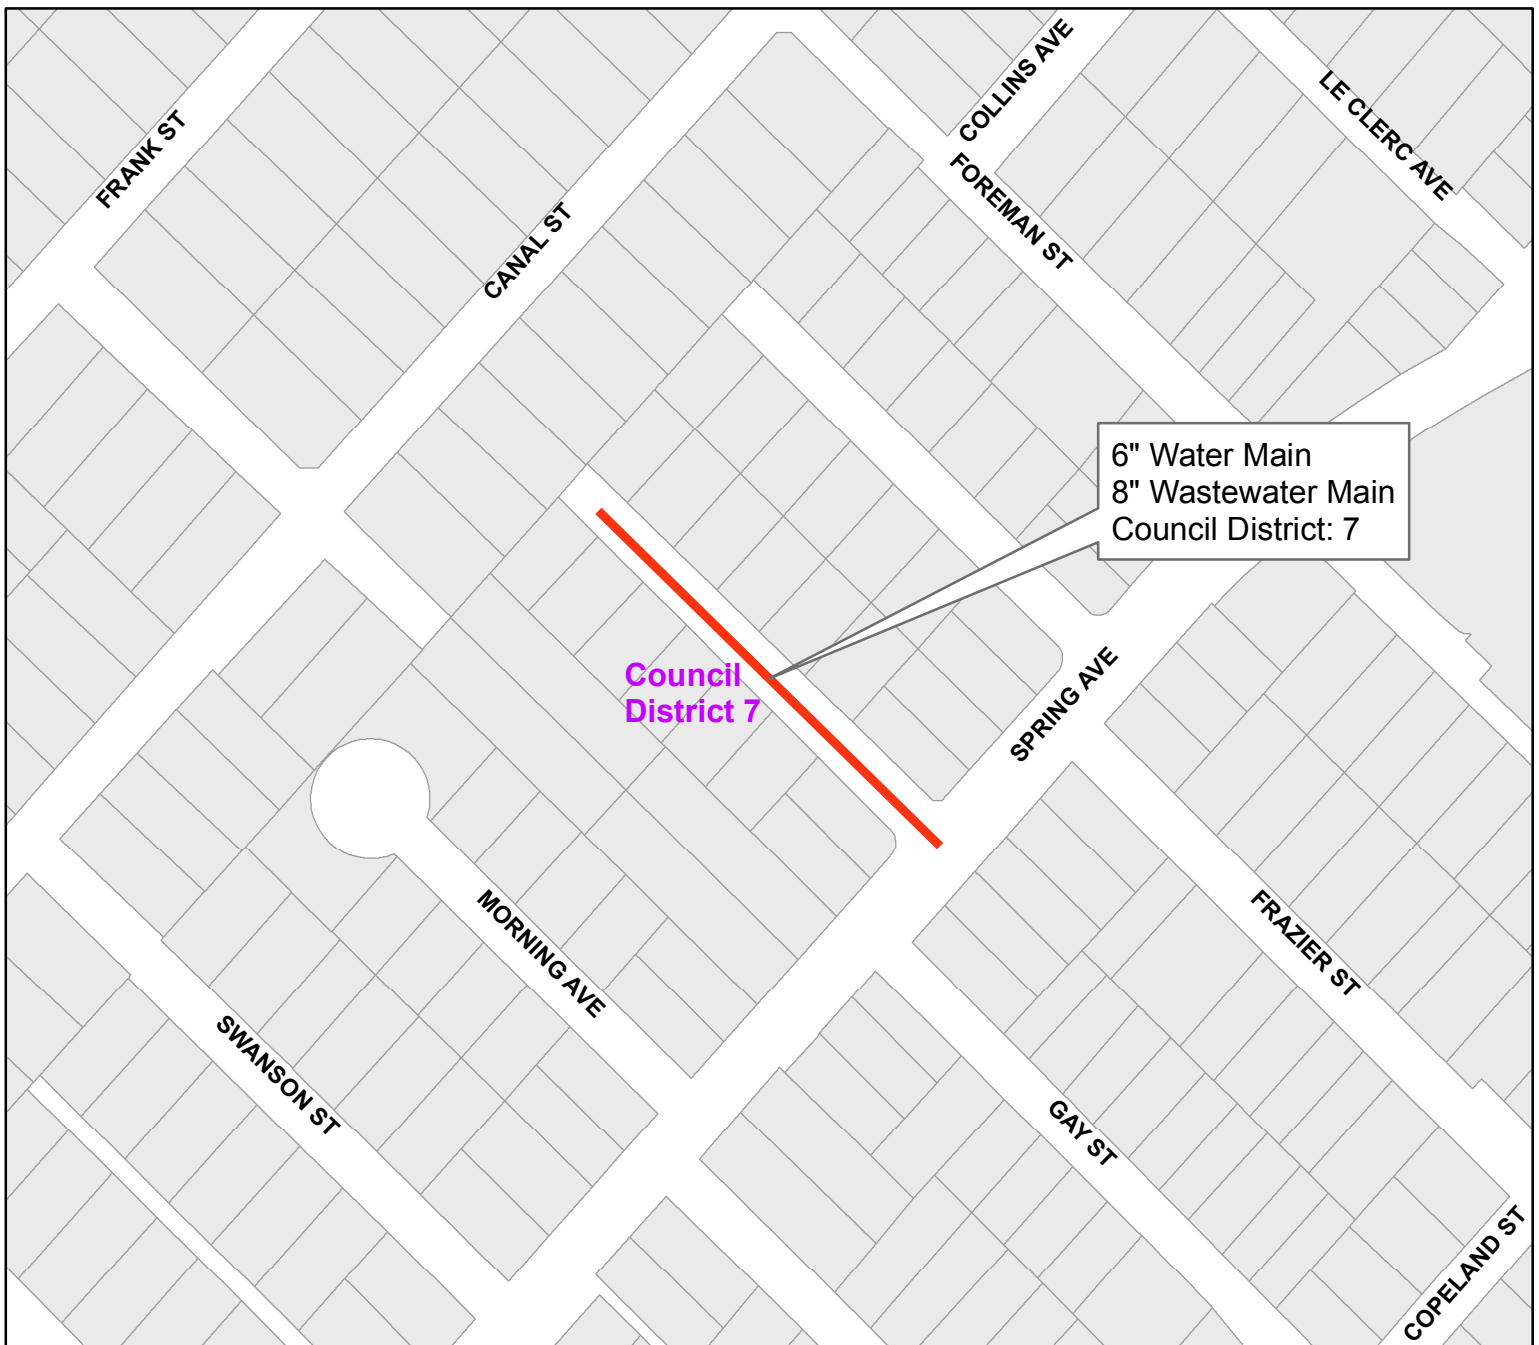 COLLINS AVE
LE CLERC AVE
FRANK ST
FOREMAN ST
CANAL ST
6" Water Main
8" Wastewater Main
Council District: 7
Council
District 7
SPRING AVE
MORNING AVE
FRAZIER ST
SWANSON ST
GAY ST
COPELAND ST